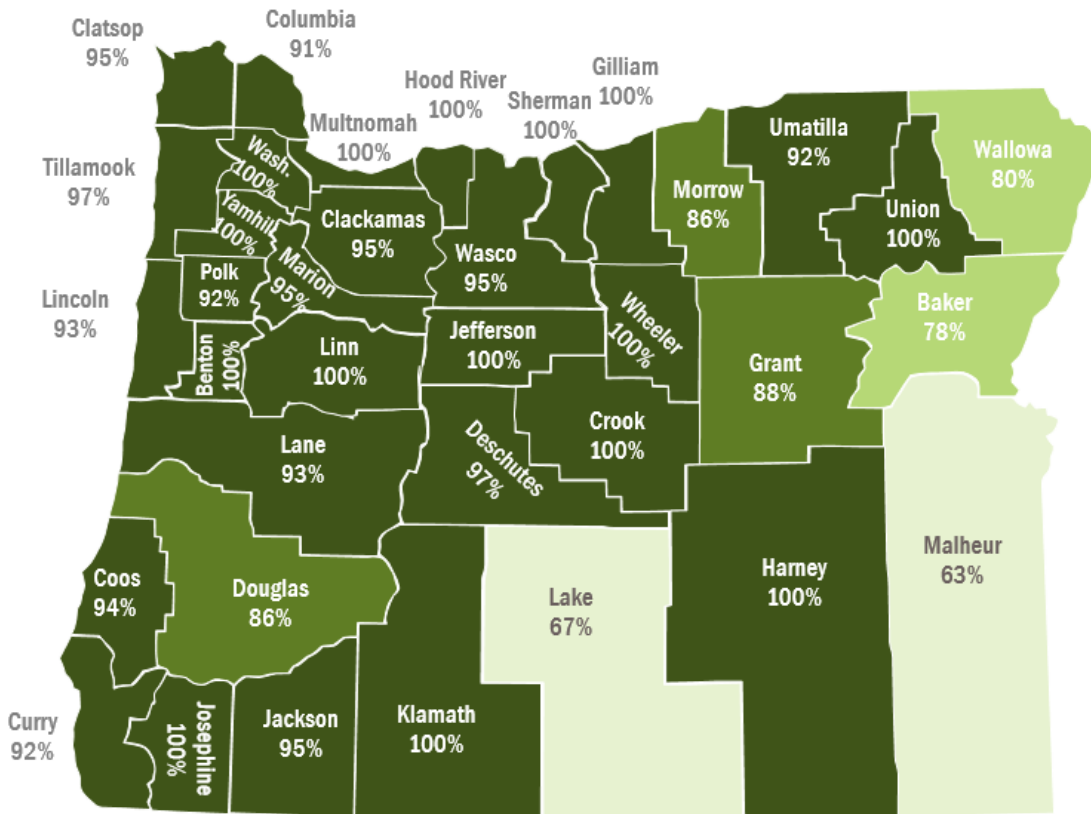 Clatsop
95%
Columbia
91%
Hood River
100%
Gilliam
100%
Sherman
100%
Multnomah
100%
Tillamook
97%
Wash.
100%
Yamhill
100%
Clackamas
95%
Marion
95%
Polk
92%
Lincoln
93%
Benton
100%
Linn
100%
Wasco
95%
Jefferson
100%
Wheeler
100%
Morrow
86%
Umatilla
92%
Union
100%
Wallowa
80%
Baker
78%
Grant
88%
Crook
100%
Deschutes
97%
Lane
93%
Coos
94%
Douglas
86%
Curry
92%
Josephine
100%
Jackson
95%
Klamath
100%
Lake
67%
Harney
100%
Malheur
63%